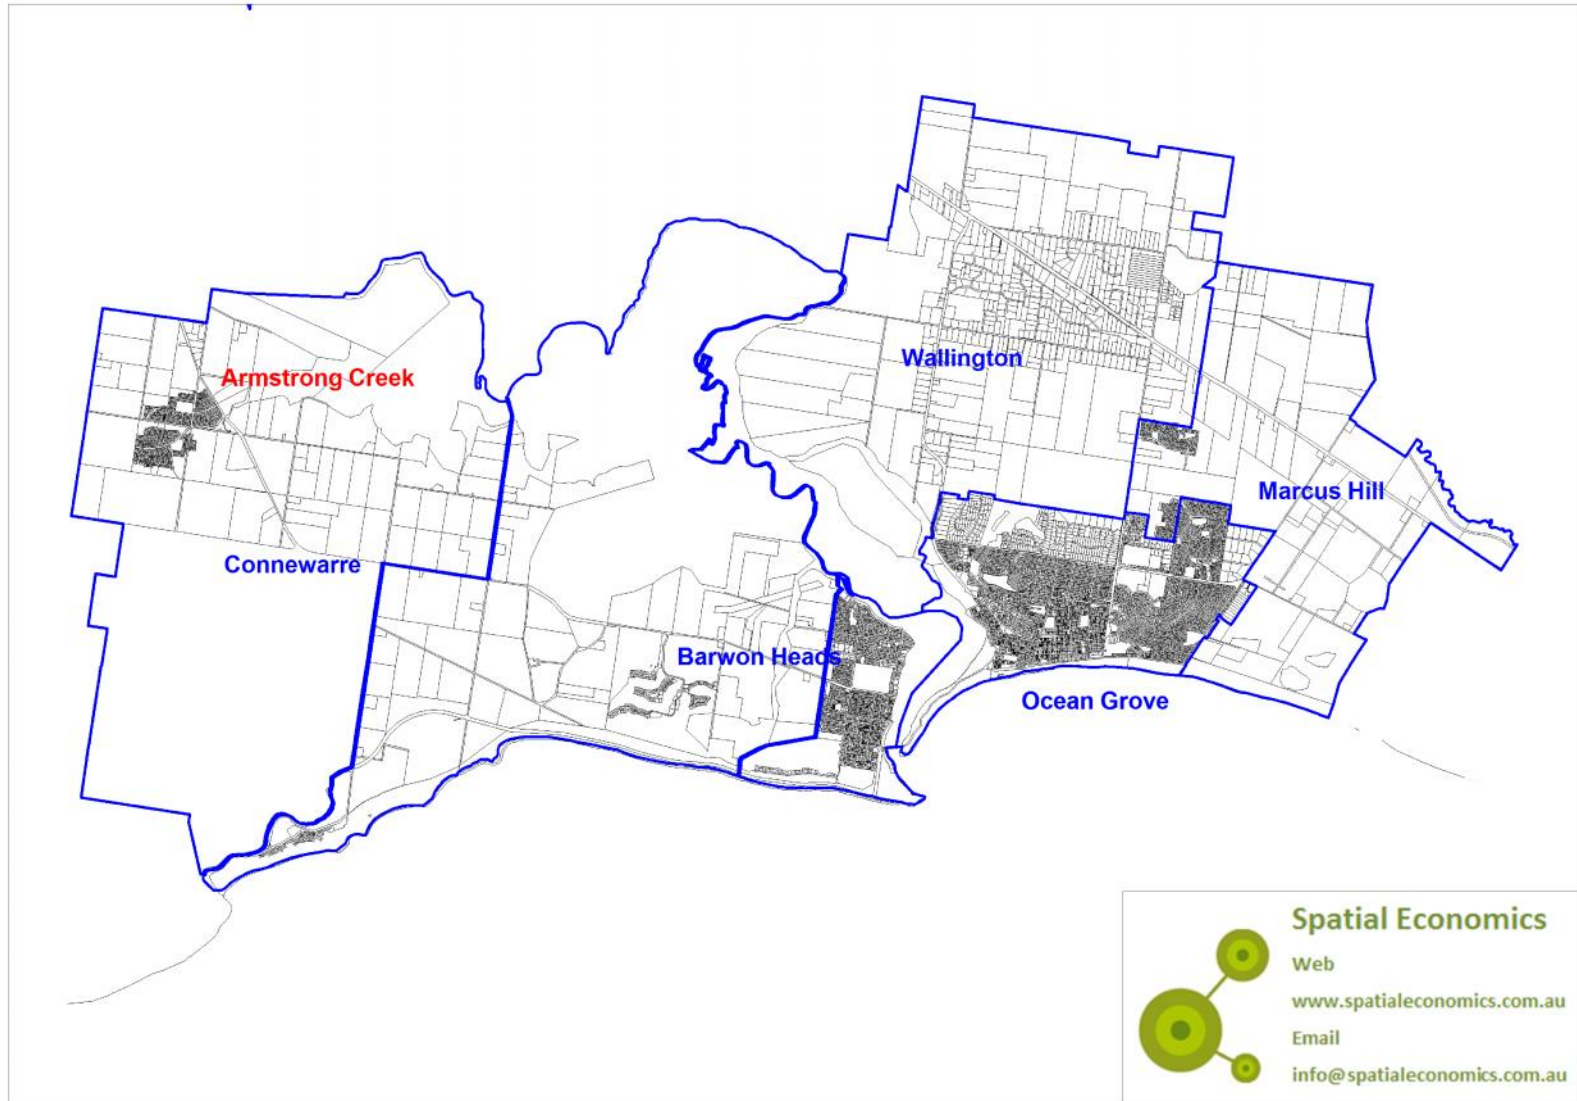 Wallington
Armstrong Creek
Marcus Hill
Connewarre
Barwon Heads
Ocean Grove
Spatial Economics
Web
www.spatialeconomics.com.au
Email
info@spatialeconomics.com.au